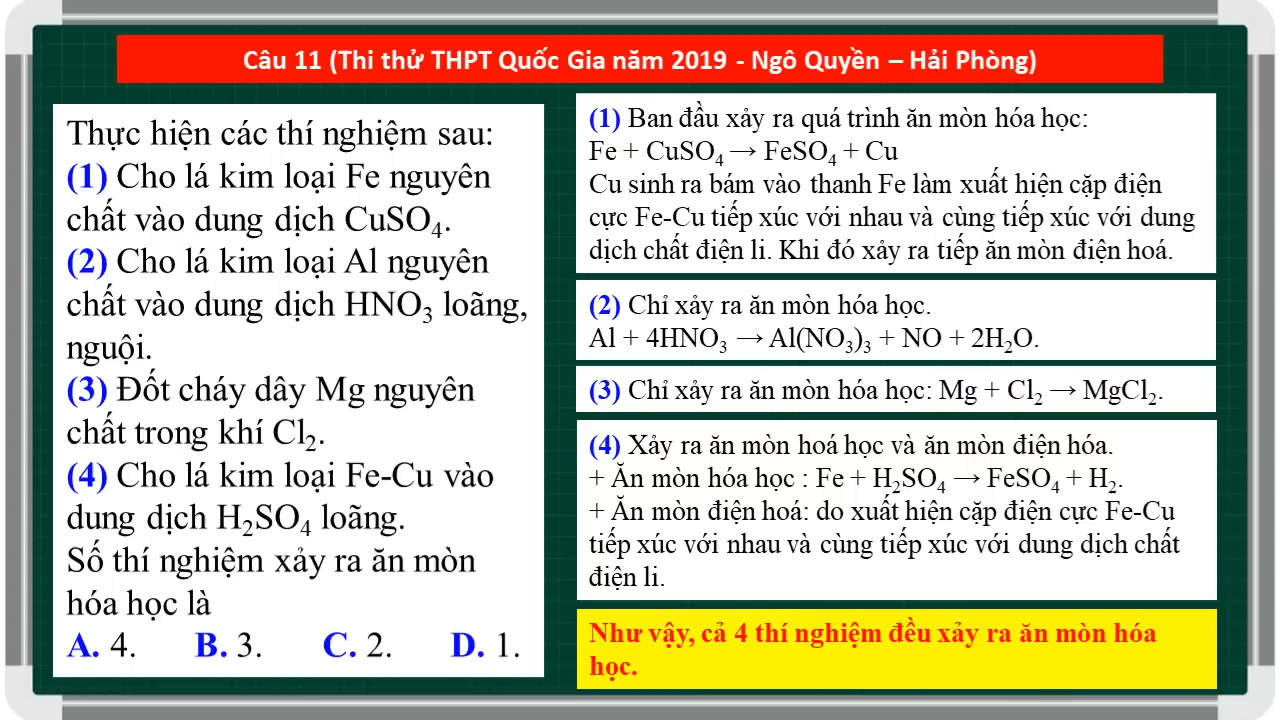 Câu 11 (Thi thử THPT Quốc Gia năm 2019 - Ngô Quyền – Hải Phòng)
Thực hiện các thí nghiệm sau:
(1) Cho lá kim loại Fe nguyên
chất vào dung dịch CuSO₄.
(2) Cho lá kim loại Al nguyên
chất vào dung dịch HNO₃ loãng,
nguội.
(3) Đốt cháy dây Mg nguyên
chất trong khí Cl₂.
(4) Cho lá kim loại Fe-Cu vào
dung dịch H₂SO₄ loãng.
Số thí nghiệm xảy ra ăn mòn
hóa học là
A. 4. B. 3. C. 2. D. 1.
(1) Ban đầu xảy ra quá trình ăn mòn hóa học:
Fe + CuSO₄ → FeSO₄ + Cu
Cu sinh ra bám vào thanh Fe làm xuất hiện cặp điện
cực Fe-Cu tiếp xúc với nhau và cùng tiếp xúc với dung
dịch chất điện li. Khi đó xảy ra tiếp ăn mòn điện hoá.
(2) Chỉ xảy ra ăn mòn hóa học.
Al + 4HNO₃ → Al(NO₃)₃ + NO + 2H₂O.
(3) Chỉ xảy ra ăn mòn hóa học: Mg + Cl₂ → MgCl₂.
(4) Xảy ra ăn mòn hoá học và ăn mòn điện hóa.
+ Ăn mòn hóa học : Fe + H₂SO₄ → FeSO₄ + H₂.
+ Ăn mòn điện hoá: do xuất hiện cặp điện cực Fe-Cu
tiếp xúc với nhau và cùng tiếp xúc với dung dịch chất
điện li.
Như vậy, cả 4 thí nghiệm đều xảy ra ăn mòn hóa
học.